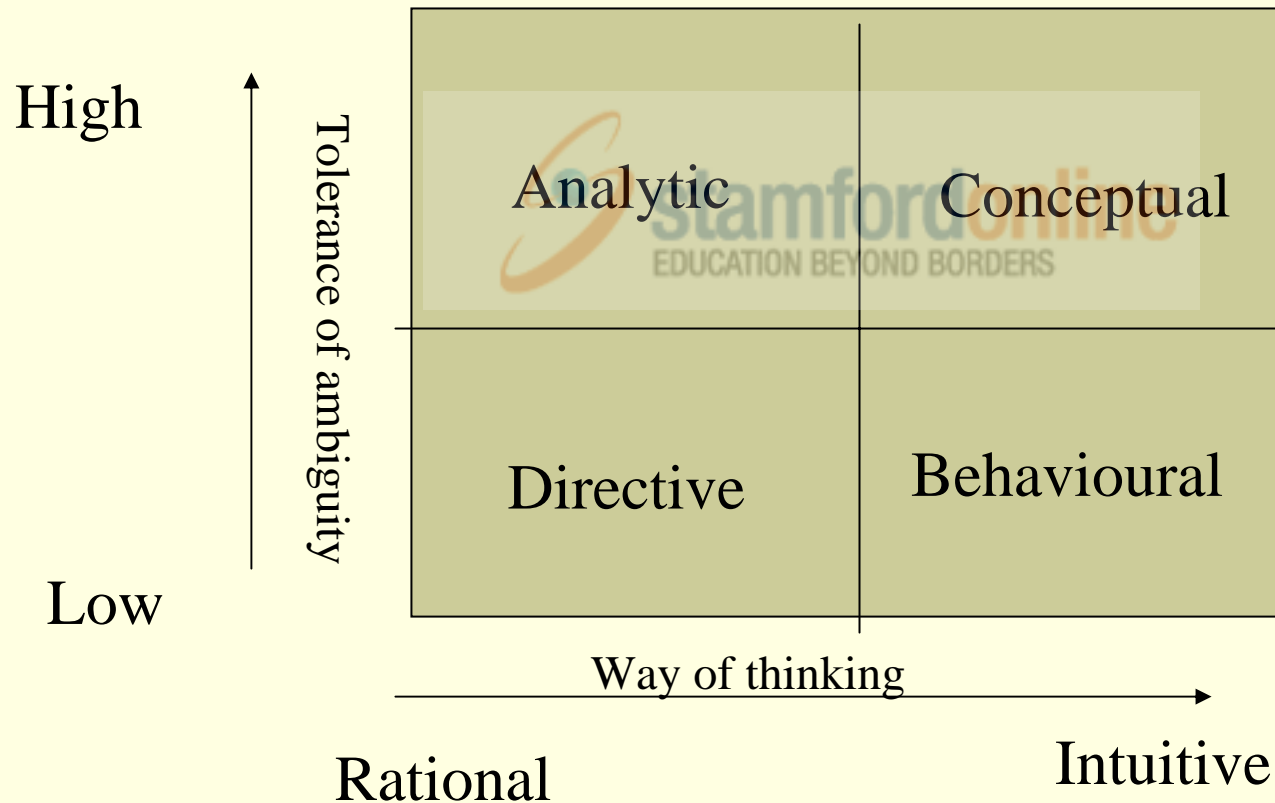 High
Tolerance of ambiguity
Analytic
Conceptual
stamfordonline
EDUCATION BEYOND BORDERS
Directive
Behavioural
Low
Way of thinking
Rational
Intuitive